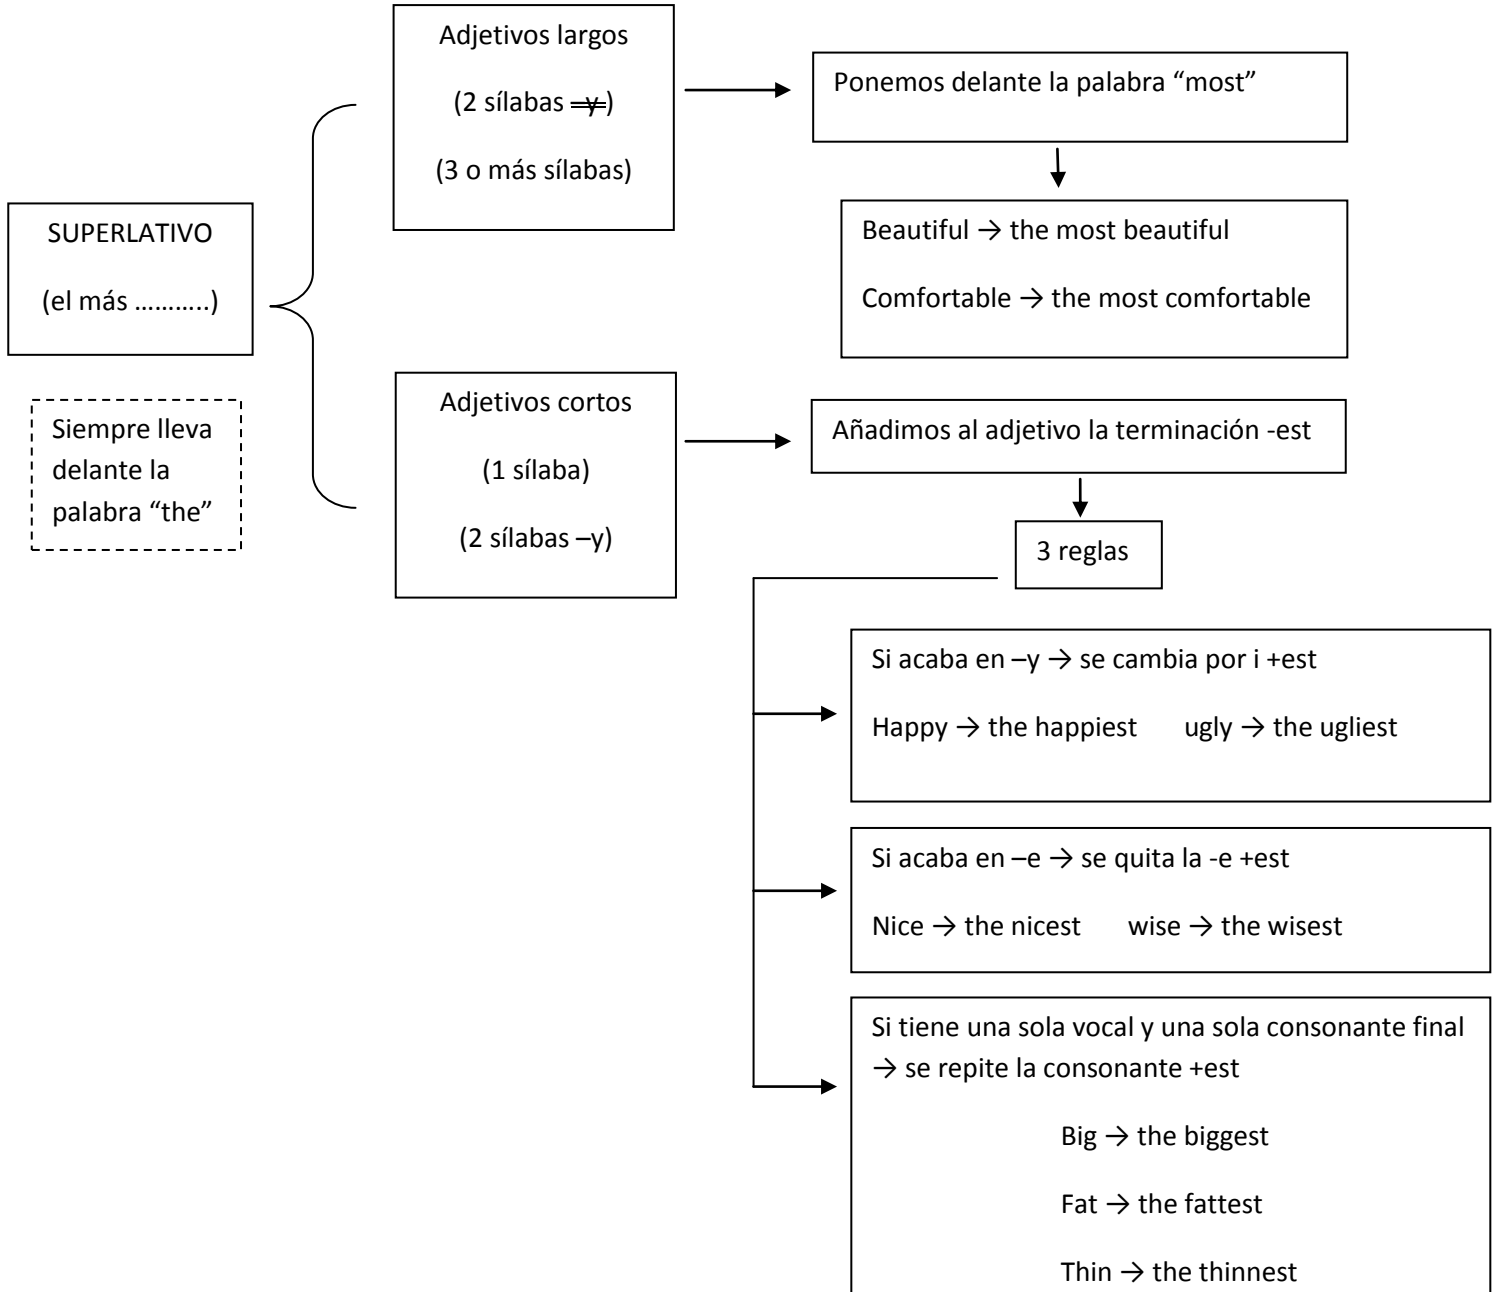 SUPERLATIVO
(el más ………..)
Siempre lleva
delante la
palabra “the”
Adjetivos largos
(2 sílabas –y )
(3 o más sílabas)
Ponemos delante la palabra “most”
Beautiful → the most beautiful
Comfortable → the most comfortable
Adjetivos cortos
(1 sílaba)
(2 sílabas –y)
Añadimos al adjetivo la terminación -est
3 reglas
Si acaba en –y → se cambia por i +est
Happy → the happiest ugly → the ugliest
Si acaba en –e → se quita la -e +est
Nice → the nicest wise → the wisest
Si tiene una sola vocal y una sola consonante final
→ se repite la consonante +est
Big → the biggest
Fat → the fattest
Thin → the thinnest